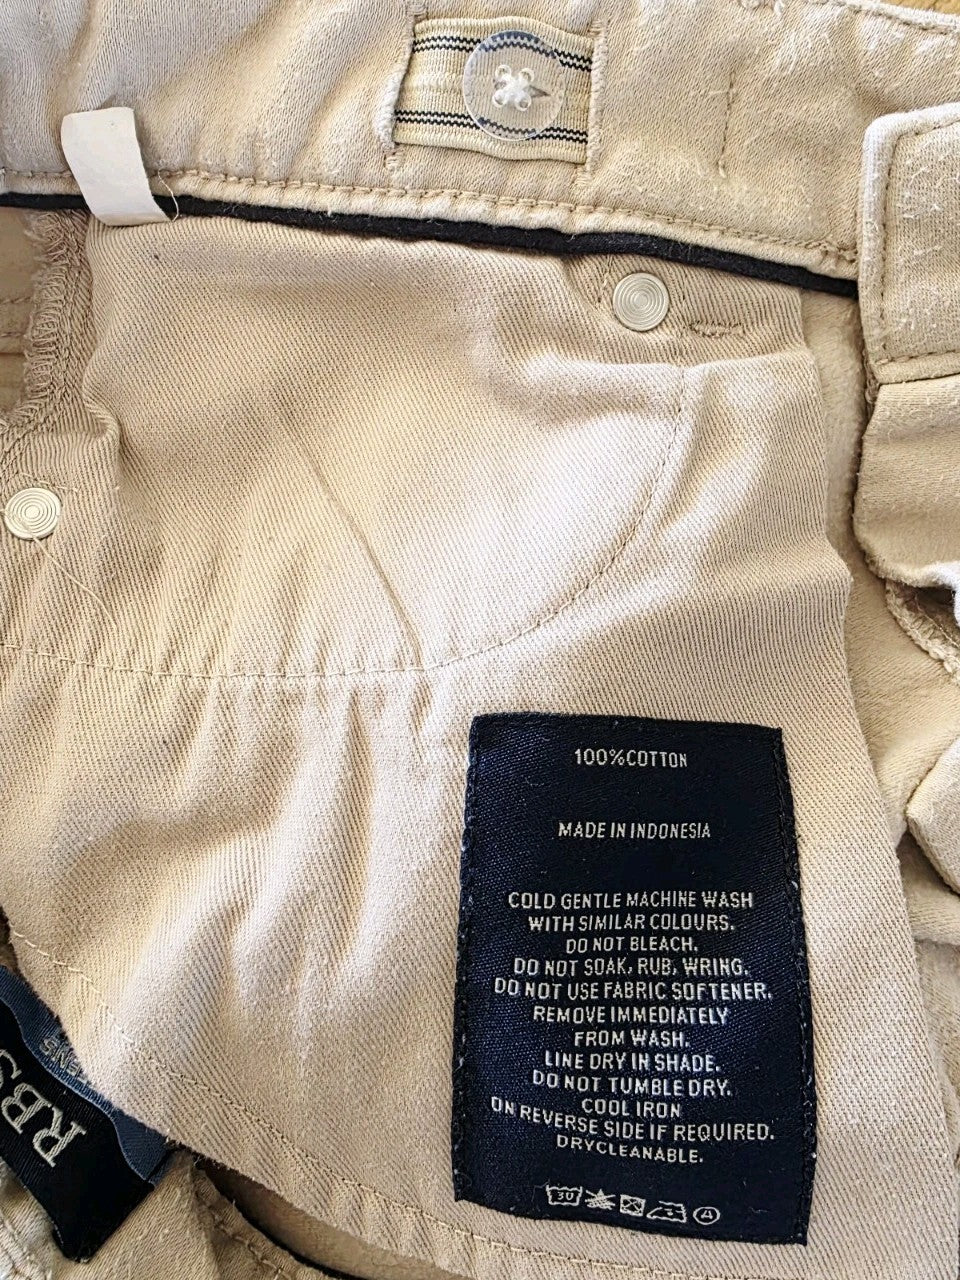 100%COTTON
MADE IN INDONESIA
COLD GENTLE MACHINE WASH
WITH SIMILAR COLOURS.
DO NOT BLEACH.
DO NOT SOAK, RUB, WRING.
DO NOT USE FABRIC SOFTENER.
REMOVE IMMEDIATELY
FROM WASH.
LINE DRY IN SHADE.
DO NOT TUMBLE DRY.
COOL IRON
ON REVERSE SIDE IF REQUIRED.
DRYCLEANABLE.
30
A
RBS